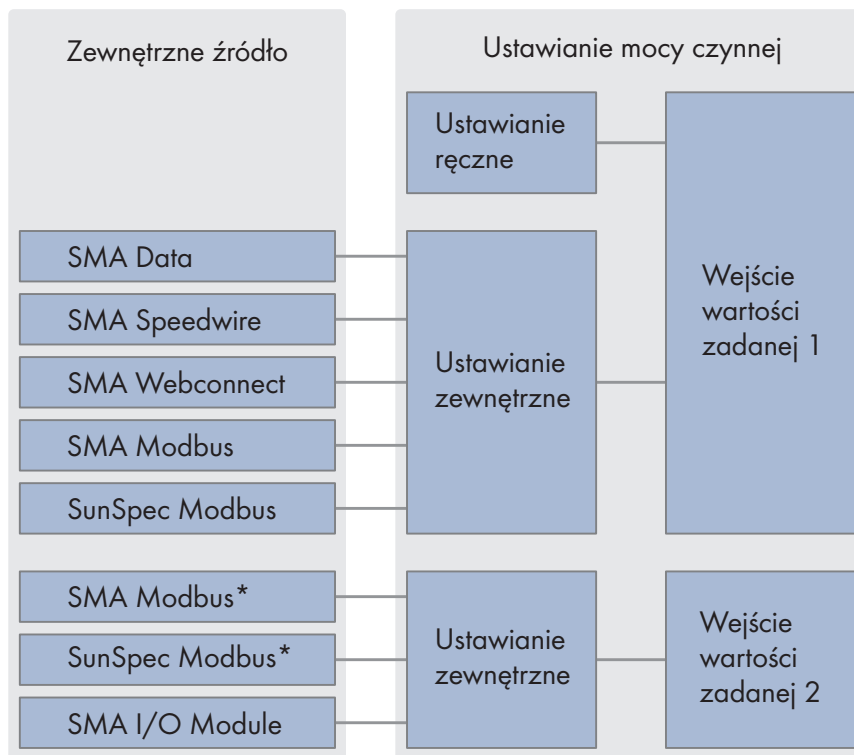 Zewnętrzne źródło
Ustawianie mocy czynnej
Ustawianie
ręczne
SMA Data
SMA Speedwire
SMA Webconnect
SMA Modbus
SunSpec Modbus
Ustawianie
zewnętrzne
Wejście
wartości
zadanej 1
SMA Modbus*
SunSpec Modbus*
SMA I/O Module
Ustawianie
zewnętrzne
Wejście
wartości
zadanej 2